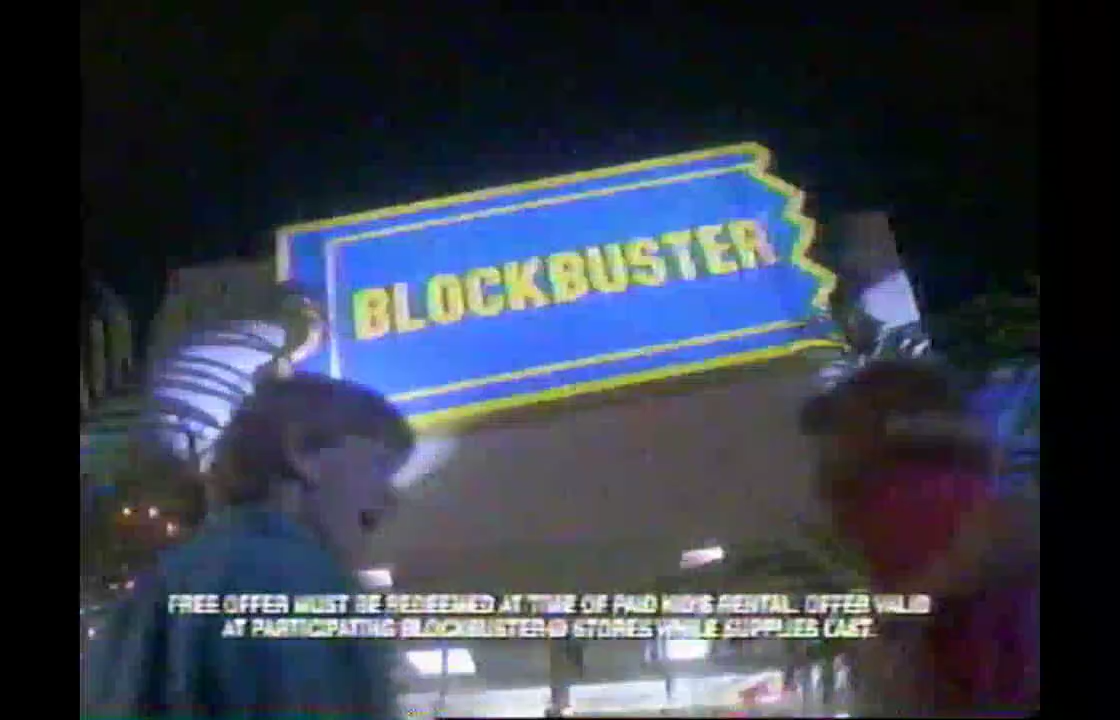 BLOCKBUSTER
FREE OFFER MUST BE REDEEMED AT TIME OF PAID KID'S RENTAL. OFFER VALID
AT PARTICIPATING BLOCKBUSTER® STORES WHILE SUPPLIES LAST.